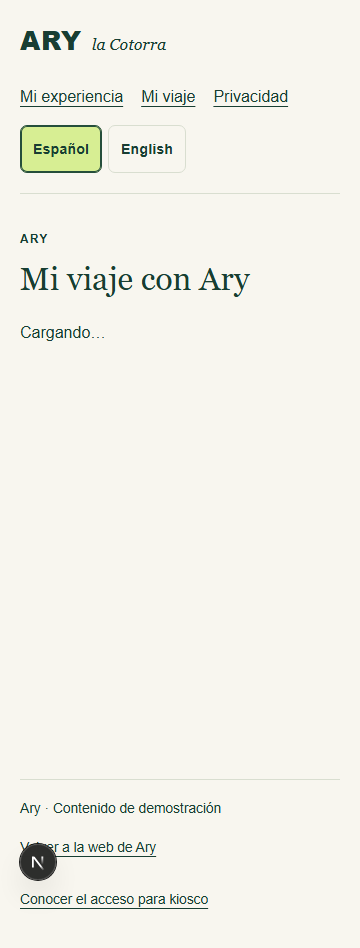 ARY la Cotorra
Mi experiencia Mi viaje Privacidad
Español English
ARY
Mi viaje con Ary
Cargando…
Ary · Contenido de demostración
a la web de Ary
N
Conocer el acceso para kiosco